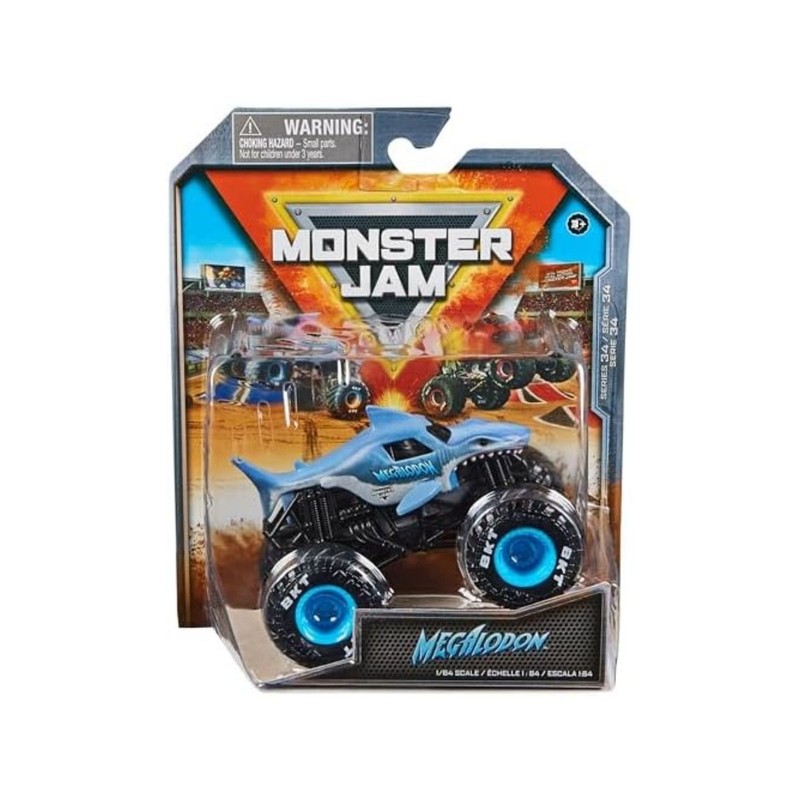 WARNING:
CHOKING HAZARD – Small parts.
Not for children under 3 years.
MONSTER
JAM
3+
SERIES 34 / SÉRIE 34
SERIE 34
MEGALODON
BKT
BKT
BKT
MEGALODON
1/64 SCALE / ÉCHELLE 1 : 64 / ESCALA 1:64